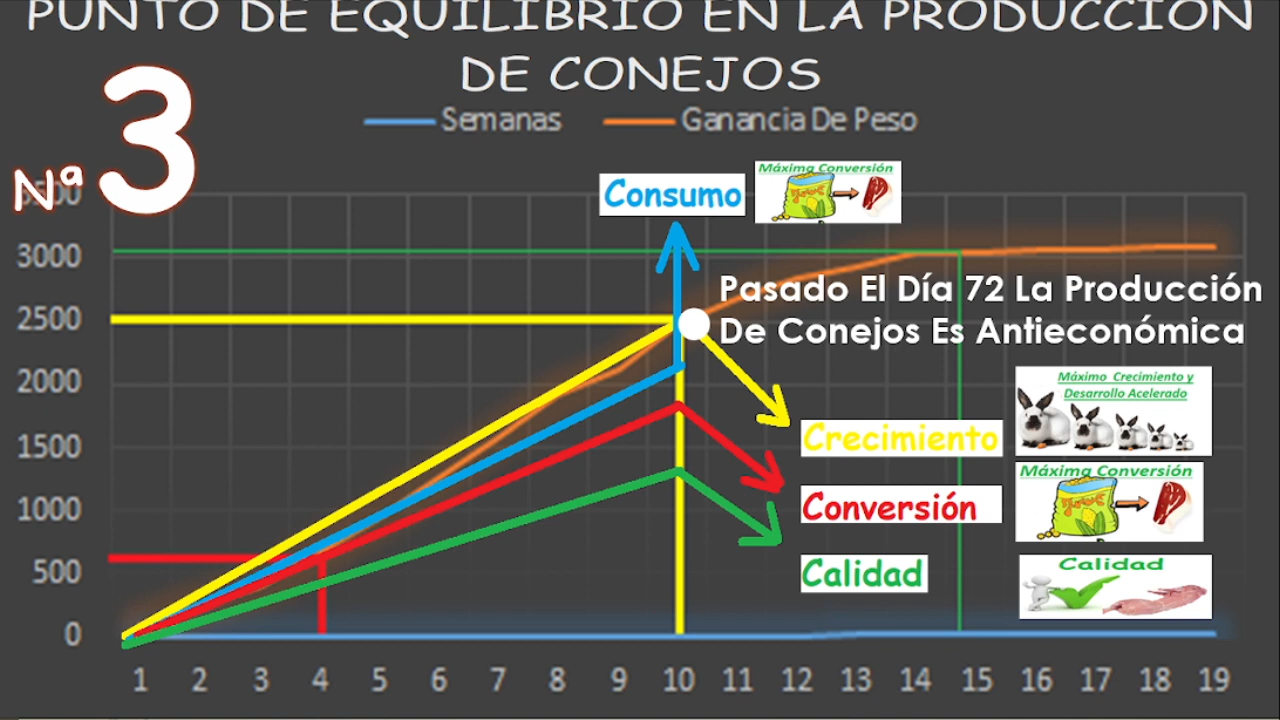 PUNTO DE EQUILIBRIO EN LA PRODUCCIÓN
DE CONEJOS
Nª 3
Semanas Ganancia De Peso
3500
3000
2500
2000
1500
1000
500
0
1 2 3 4 5 6 7 8 9 10 11 12 13 14 15 16 17 18 19
Consumo
Máxima Conversión
Pasado El Día 72 La Producción
De Conejos Es Antieconómica
Crecimiento
Máximo Crecimiento y
Desarrollo Acelerado
Conversión
Máxima Conversión
Calidad
Calidad